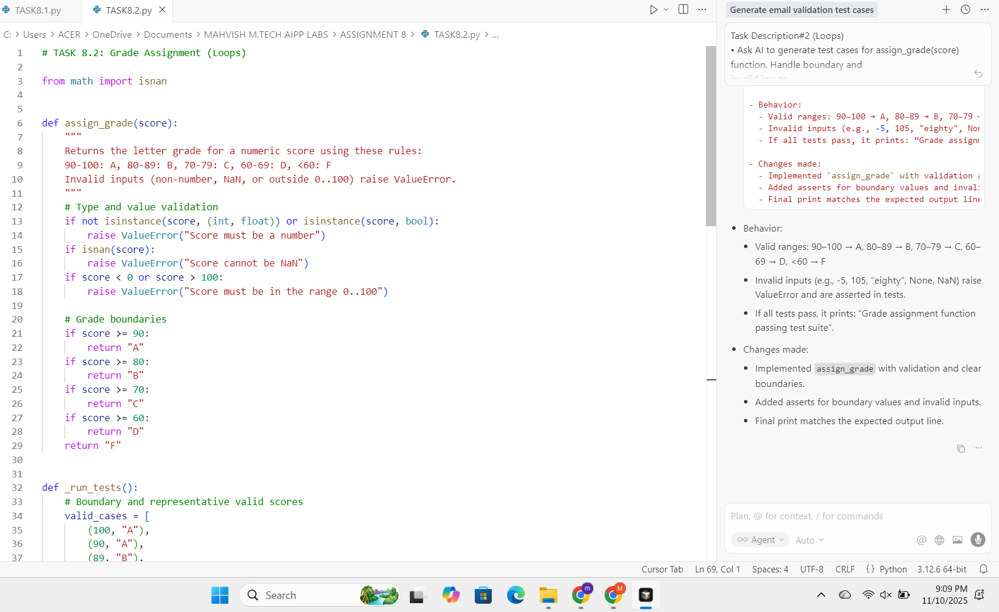 TASK8.1.py
TASK8.2.py
C: > Users > ACER > OneDrive > Documents > MAHVISH M.TECH AIPP LABS > ASSIGNMENT 8 > TASK8.2.py > ...
1 # TASK 8.2: Grade Assignment (Loops)
2
3 from math import isnan
4
5
6 def assign_grade(score):
7 """
8 Returns the letter grade for a numeric score using these rules:
9 90-100: A, 80-89: B, 70-79: C, 60-69: D, <60: F
10 Invalid inputs (non-number, NaN, or outside 0..100) raise ValueError.
11 """
12 # Type and value validation
13 if not isinstance(score, (int, float)) or isinstance(score, bool):
14 raise ValueError("Score must be a number")
15 if isnan(score):
16 raise ValueError("Score cannot be NaN")
17 if score < 0 or score > 100:
18 raise ValueError("Score must be in the range 0..100")
19
20 # Grade boundaries
21 if score >= 90:
22 return "A"
23 if score >= 80:
24 return "B"
25 if score >= 70:
26 return "C"
27 if score >= 60:
28 return "D"
29 return "F"
30
31
32 def _run_tests():
33 # Boundary and representative valid scores
34 valid_cases = [
35 (100, "A"),
36 (90, "A"),
37 (89, "B"),
Generate email validation test cases
Task Description#2 (Loops)
• Ask AI to generate test cases for assign_grade(score)
function. Handle boundary and
invalid inputs
- Behavior:
- Valid ranges: 90–100 → A, 80–89 → B, 70–79
- Invalid inputs (e.g., -5, 105, "eighty",
- If all tests pass, it prints: “Grade
- Changes made:
- Implemented `assign_grade` with validation
- Added asserts for boundary values and
- Final print matches the expected output line
• Behavior:
• Valid ranges: 90–100 → A, 80–89 → B, 70–79 → C, 60–
69 → D, <60 → F
• Invalid inputs (e.g., -5, 105, "eighty", None, NaN) raise
ValueError and are asserted in tests.
• If all tests pass, it prints: “Grade assignment function
passing test suite”.
• Changes made:
• Implemented assign_grade with validation and clear
boundaries.
• Added asserts for boundary values and invalid inputs.
• Final print matches the expected output line.
Plan, @ for context, / for commands
Agent Auto
Cursor Tab Ln 69, Col 1 Spaces: 4 UTF-8 CRLF {} Python 3.12.6 64-bit
Search
m
M
9:09 PM
11/10/2025